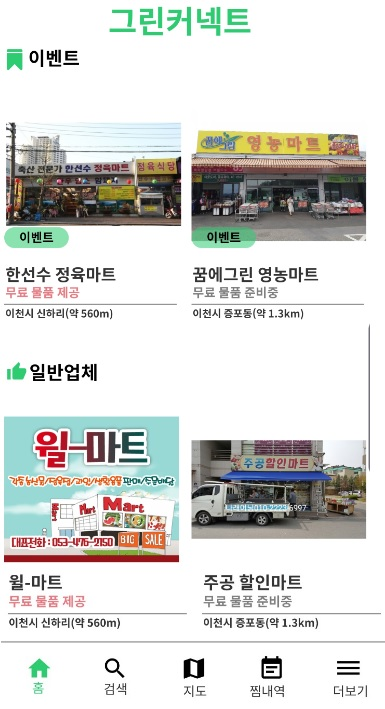 그린커넥트
이벤트
축산 전문가 한선수 정육마트 정육식당
이벤트
한선수 정육마트
무료 물품 제공
이천시 신하리(약 560m)
꿈에그린 영농마트
이벤트
꿈에그린 영농마트
무료 물품 준비중
이천시 증포동(약 1.3km)
일반업체
윌-마트
Mart
Mart
대표전화 : 053-476-2150
BIG SALE
윌-마트
무료 물품 제공
이천시 신하리(약 560m)
주공할인마트
주공 할인마트
무료 물품 준비중
이천시 증포동(약 1.3km)
홈
검색
지도
찜내역
더보기